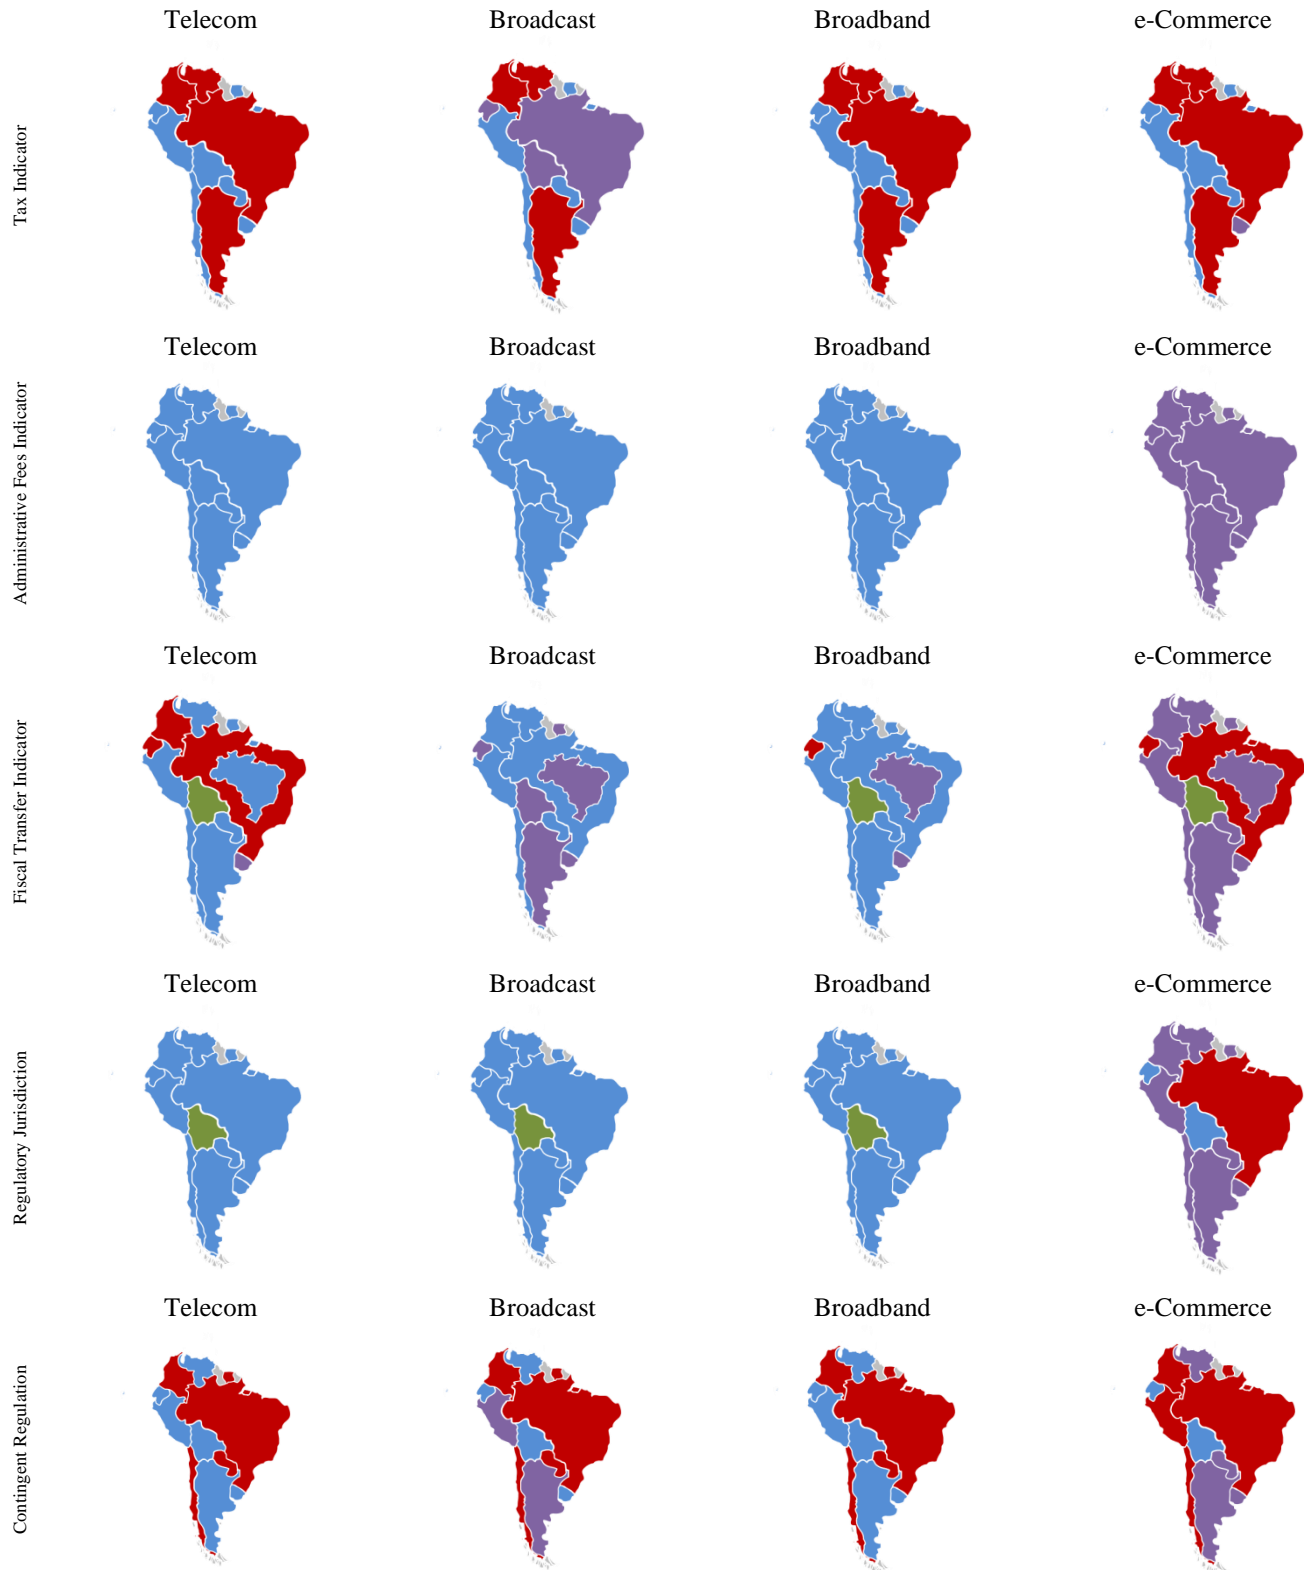 Telecom Broadcast Broadband e-Commerce
Tax Indicator
Telecom Broadcast Broadband e-Commerce
Administrative Fees Indicator
Telecom Broadcast Broadband e-Commerce
Fiscal Transfer Indicator
Telecom Broadcast Broadband e-Commerce
Regulatory Jurisdiction
Telecom Broadcast Broadband e-Commerce
Contingent Regulation